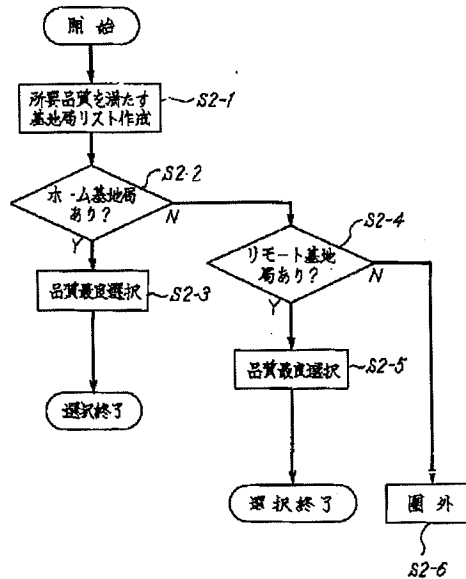 開始
所要品質を満たす
基地局リスト作成
S2-1
ホーム基地局
あり?
S2-2
Y
N
品質最良選択
S2-3
選択終了
リモート基地
局あり?
S2-4
Y
N
品質最良選択
S2-5
選択終了
圏外
S2-6